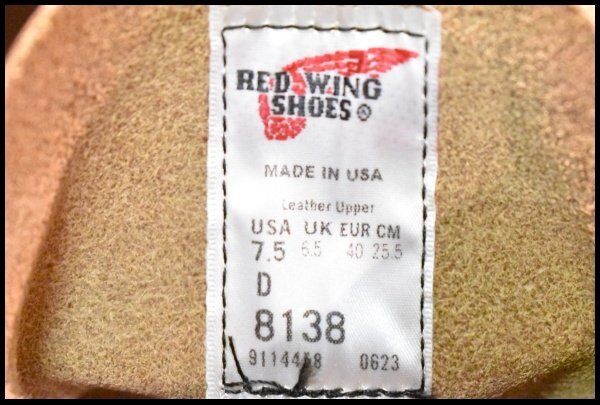 RED WING
SHOES®
MADE IN USA
Leather Upper
USA UK EUR CM
7.5 6.5 40 25.5
D
8138
0623